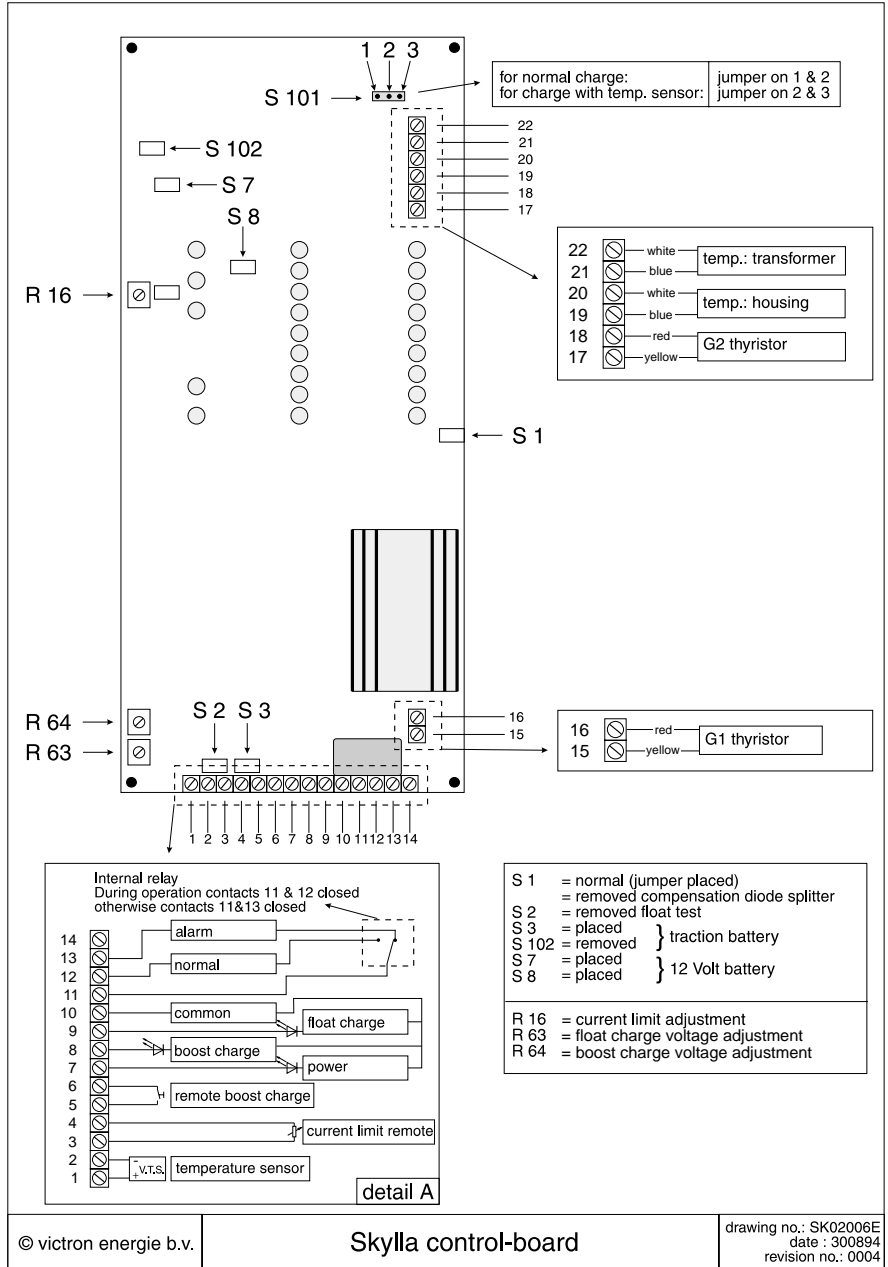 1 2 3
S 101
for normal charge: jumper on 1 & 2
for charge with temp. sensor: jumper on 2 & 3
22
21
20
19
18
17
S 102
S 7
S 8
R 16
22 white temp.: transformer
21 blue
20 white temp.: housing
19 blue
18 red G2 thyristor
17 yellow
S 1
R 64
R 63
S 2 S 3
16
15
16 red G1 thyristor
15 yellow
1 2 3 4 5 6 7 8 9 10 11 12 13 14
Internal relay
During operation contacts 11 & 12 closed
otherwise contacts 11&13 closed
14 alarm
13
12 normal
11
10 common
9 float charge
8 boost charge
7 power
6 remote boost charge
5
4 current limit remote
3
2 - V.T.S. temperature sensor
1 +
detail A
S 1 = normal (jumper placed)
= removed compensation diode splitter
S 2 = removed float test
S 3 = placed } traction battery
S 102 = removed
S 7 = placed } 12 Volt battery
S 8 = placed
R 16 = current limit adjustment
R 63 = float charge voltage adjustment
R 64 = boost charge voltage adjustment
© victron energie b.v.
Skylla control-board
drawing no.: SK02006E
date : 300894
revision no.: 0004